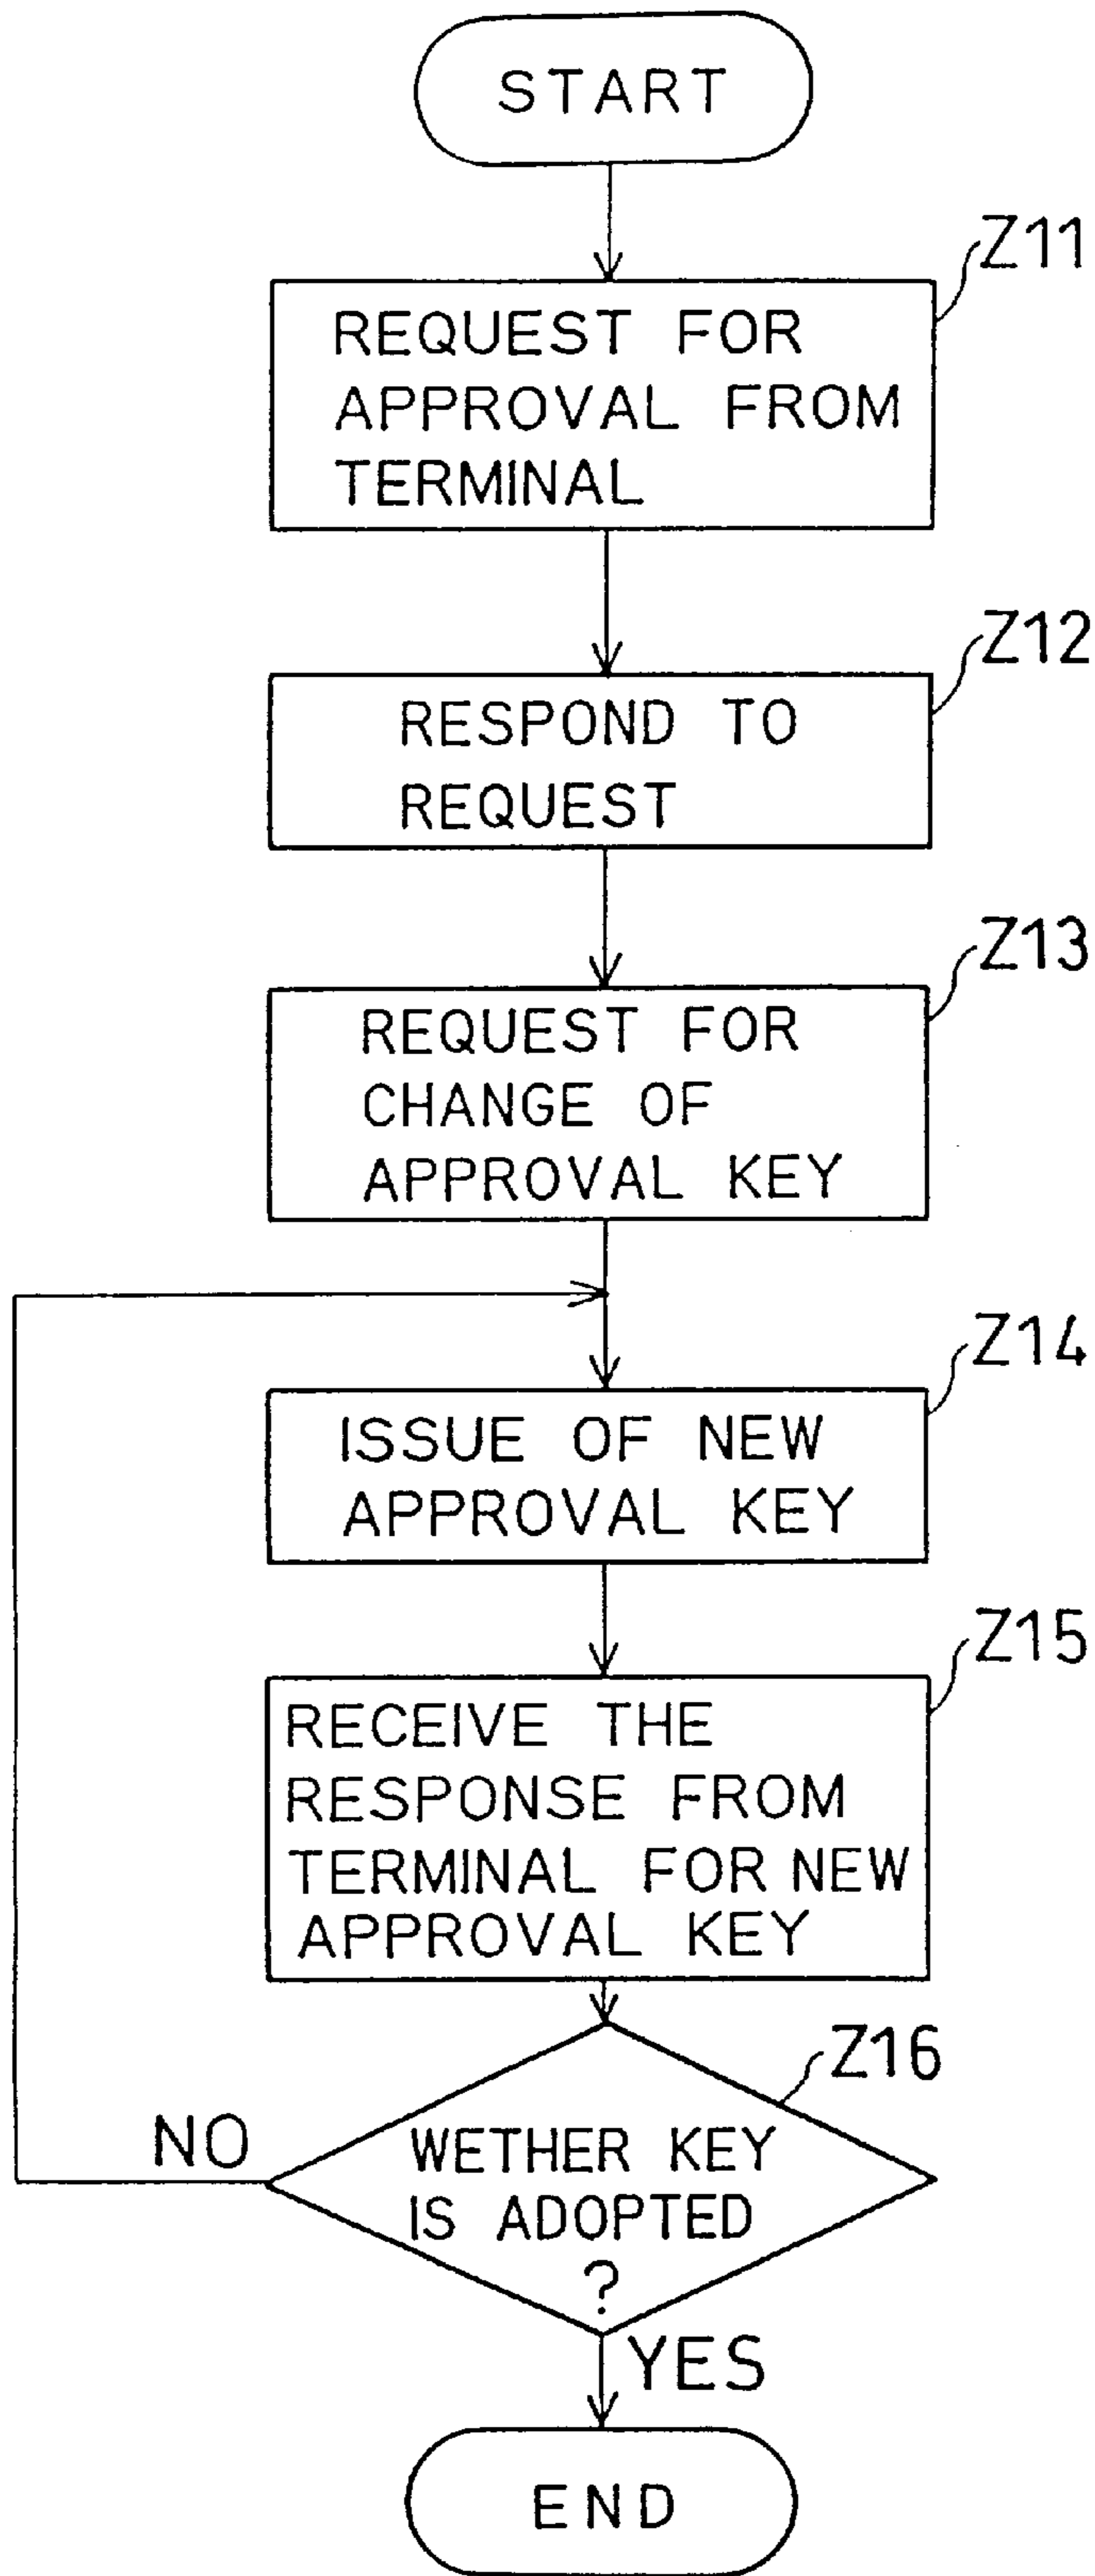 START
Z11
REQUEST FOR
APPROVAL FROM
TERMINAL
Z12
RESPOND TO
REQUEST
Z13
REQUEST FOR
CHANGE OF
APPROVAL KEY
Z14
ISSUE OF NEW
APPROVAL KEY
Z15
RECEIVE THE
RESPONSE FROM
TERMINAL FOR NEW
APPROVAL KEY
Z16
NO
WETHER KEY
IS ADOPTED
?
YES
END